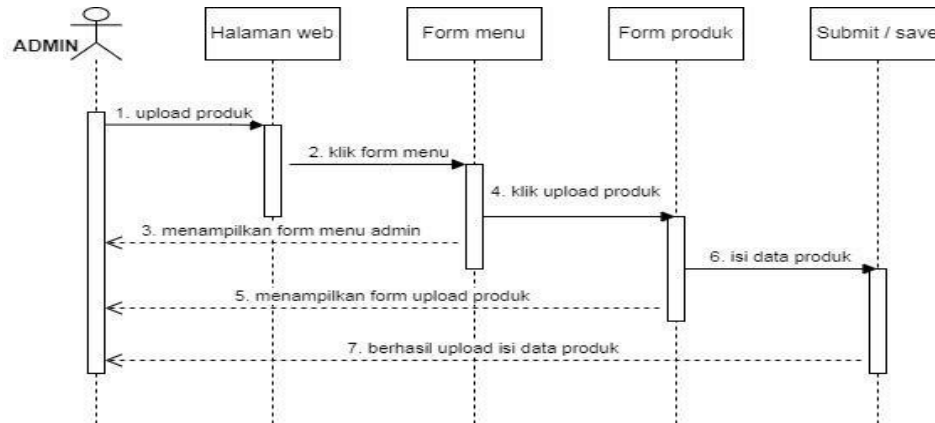 ADMIN
Halaman web
Form menu
Form produk
Submit / save
1. upload produk
2. klik form menu
4. klik upload produk
3. menampilkan form menu admin
6. isi data produk
5. menampilkan form upload produk
7. berhasil upload isi data produk